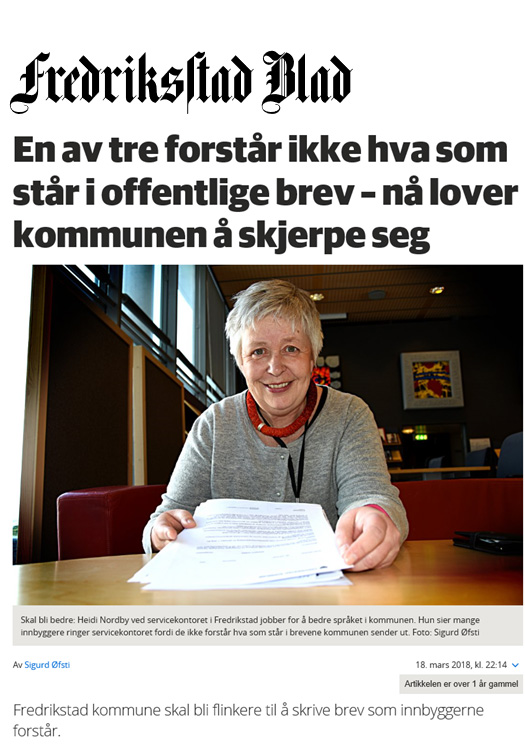 Fredriksstad Blad
En av tre forstår ikke hva som
står i offentlige brev – nå lover
kommunen å skjerpe seg
Skal bli bedre: Heidi Nordby ved servicekontoret i Fredrikstad jobber for å bedre språket i kommunen. Hun sier mange
innbyggere ringer servicekontoret fordi de ikke forstår hva som står i brevene kommunen sender ut. Foto: Sigurd Øfsti
Av Sigurd Øfsti
18. mars 2018, kl. 22:14
Artikkelen er over 1 år gammel
Fredrikstad kommune skal bli flinkere til å skrive brev som innbyggerne
forstår.